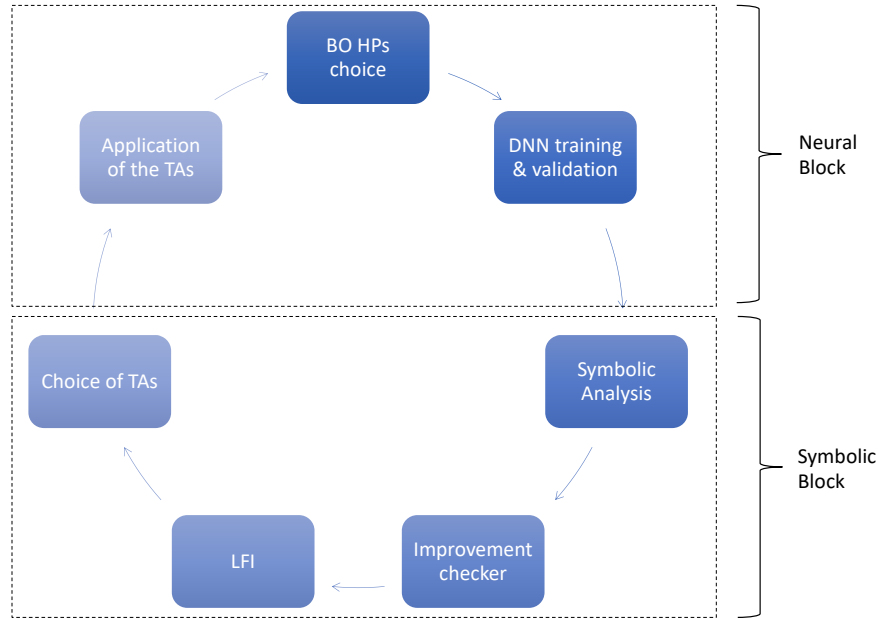 BO HPs
choice
Application
of the TAs
DNN training
& validation
Neural
Block
Choice of TAs
Symbolic
Analysis
LFI
Improvement
checker
Symbolic
Block